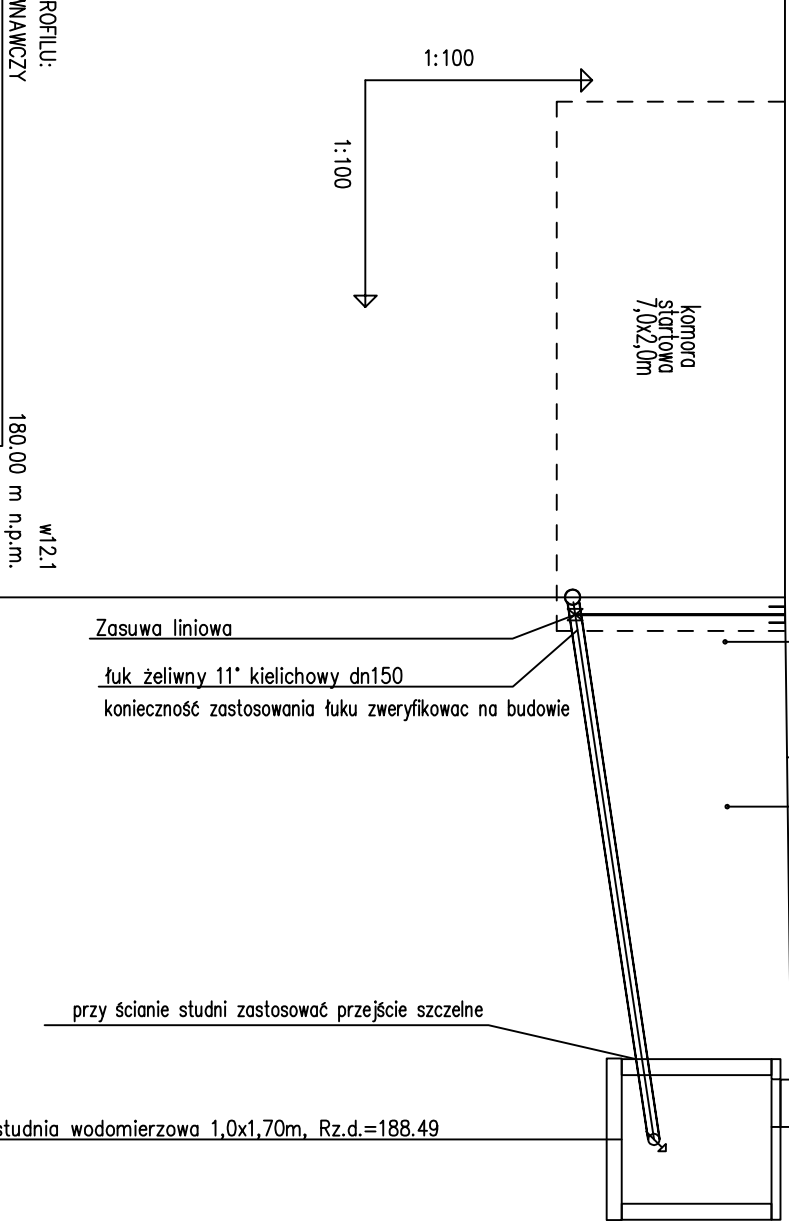 ROFILU:
WNAWCZY
1:100
1:100
komora
startowa
7,0x2,0m
w12.1
180.00 m n.p.m.
Zasuwa liniowa
łuk żeliwny 11° kielichowy dn150
konieczność zastosowania łuku zweryfikowac na budowie
przy ścianie studni zastosować przejście szczelne
studnia wodomierzowa 1,0x1,70m, Rz.d.=188.49